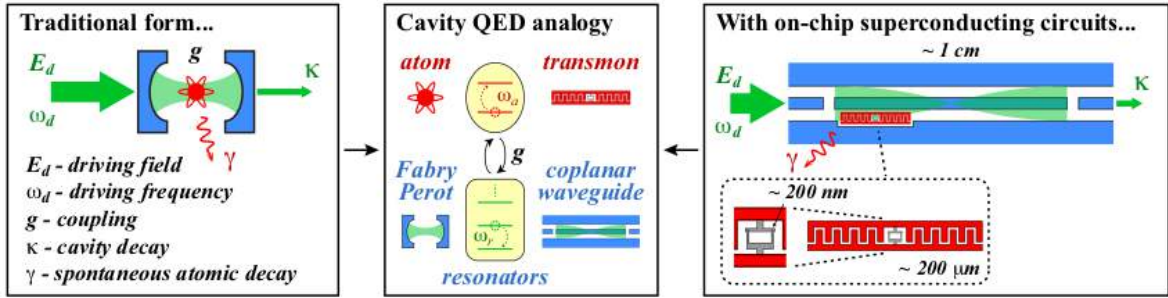 Traditional form...
g
E_d
ω_d
κ
γ
E_d - driving field
ω_d - driving frequency
g - coupling
κ - cavity decay
γ - spontaneous atomic decay
Cavity QED analogy
atom
transmon
ω_a
g
Fabry
Perot
coplanar
waveguide
ω_r
resonators
With on-chip superconducting circuits...
~ 1 cm
E_d
ω_d
κ
γ
~ 200 nm
~ 200 μm